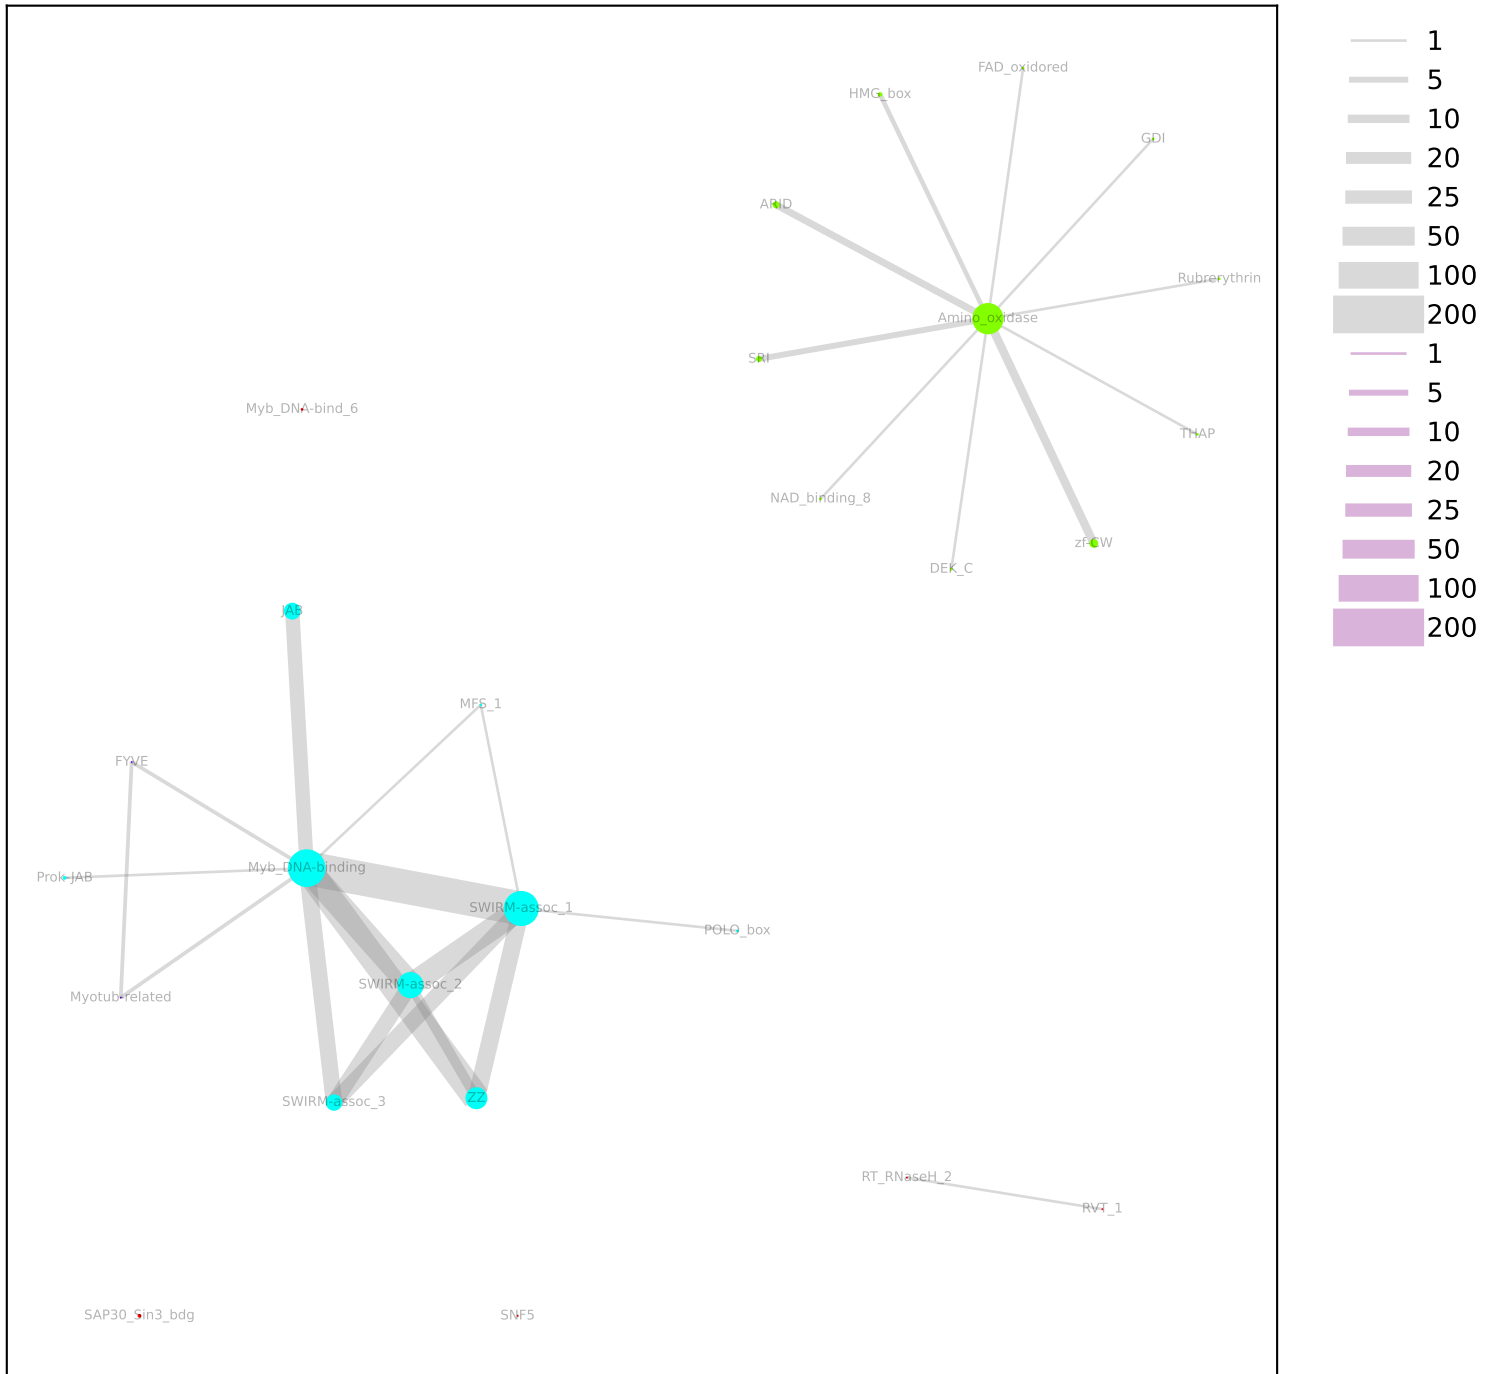 FAD_oxidored
HMG_box
GDI
ARID
Rubrerythrin
Amino_oxidase
SRI
Myb_DNA-bind_6
THAP
NAD_binding_8
zf-CW
DEK_C
JAB
MFS_1
FYVE
Myb_DNA-binding
Prok-JAB
SWIRM-assoc_1
POLO_box
SWIRM-assoc_2
Myotub-related
ZZ
SWIRM-assoc_3
RT_RNaseH_2
RVT_1
SAP30_Sin3_bdg
SNF5
1
5
10
20
25
50
100
200
1
5
10
20
25
50
100
200